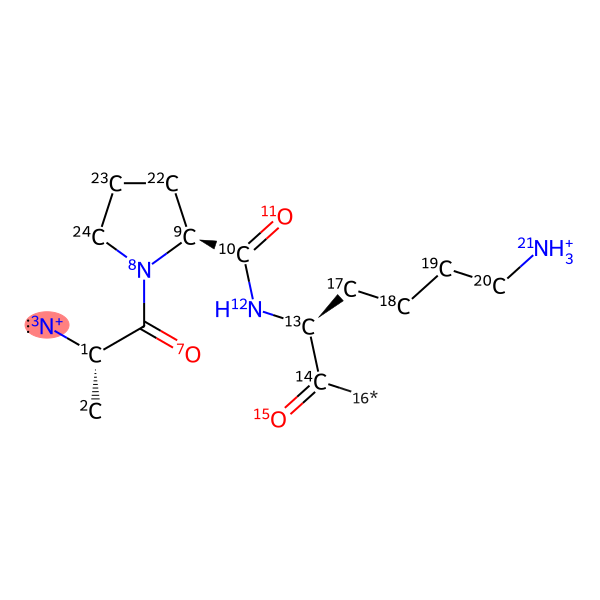 23C
22C
24C
9C
11O
8N
10C
21NH3+
19C
20C
17C
18C
H12N
13C
:3N+
1C
7O
14C
16*
2C
15O